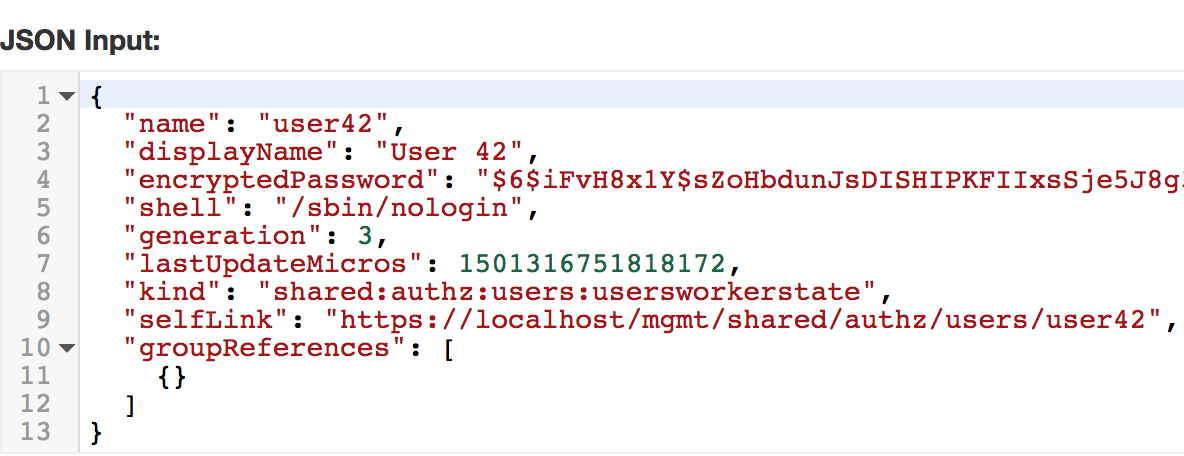 JSON Input:
1 {
2 "name": "user42",
3 "displayName": "User 42",
4 "encryptedPassword": "$6$iFvH8x1Y$sZoHbdunJsDISHIPKFIIxsSje5J8g
5 "shell": "/sbin/nologin",
6 "generation": 3,
7 "lastUpdateMicros": 1501316751818172,
8 "kind": "shared:authz:users:usersworkerstate",
9 "selfLink": "https://localhost/mgmt/shared/authz/users/user42",
10 "groupReferences": [
11 {}
12 ]
13 }